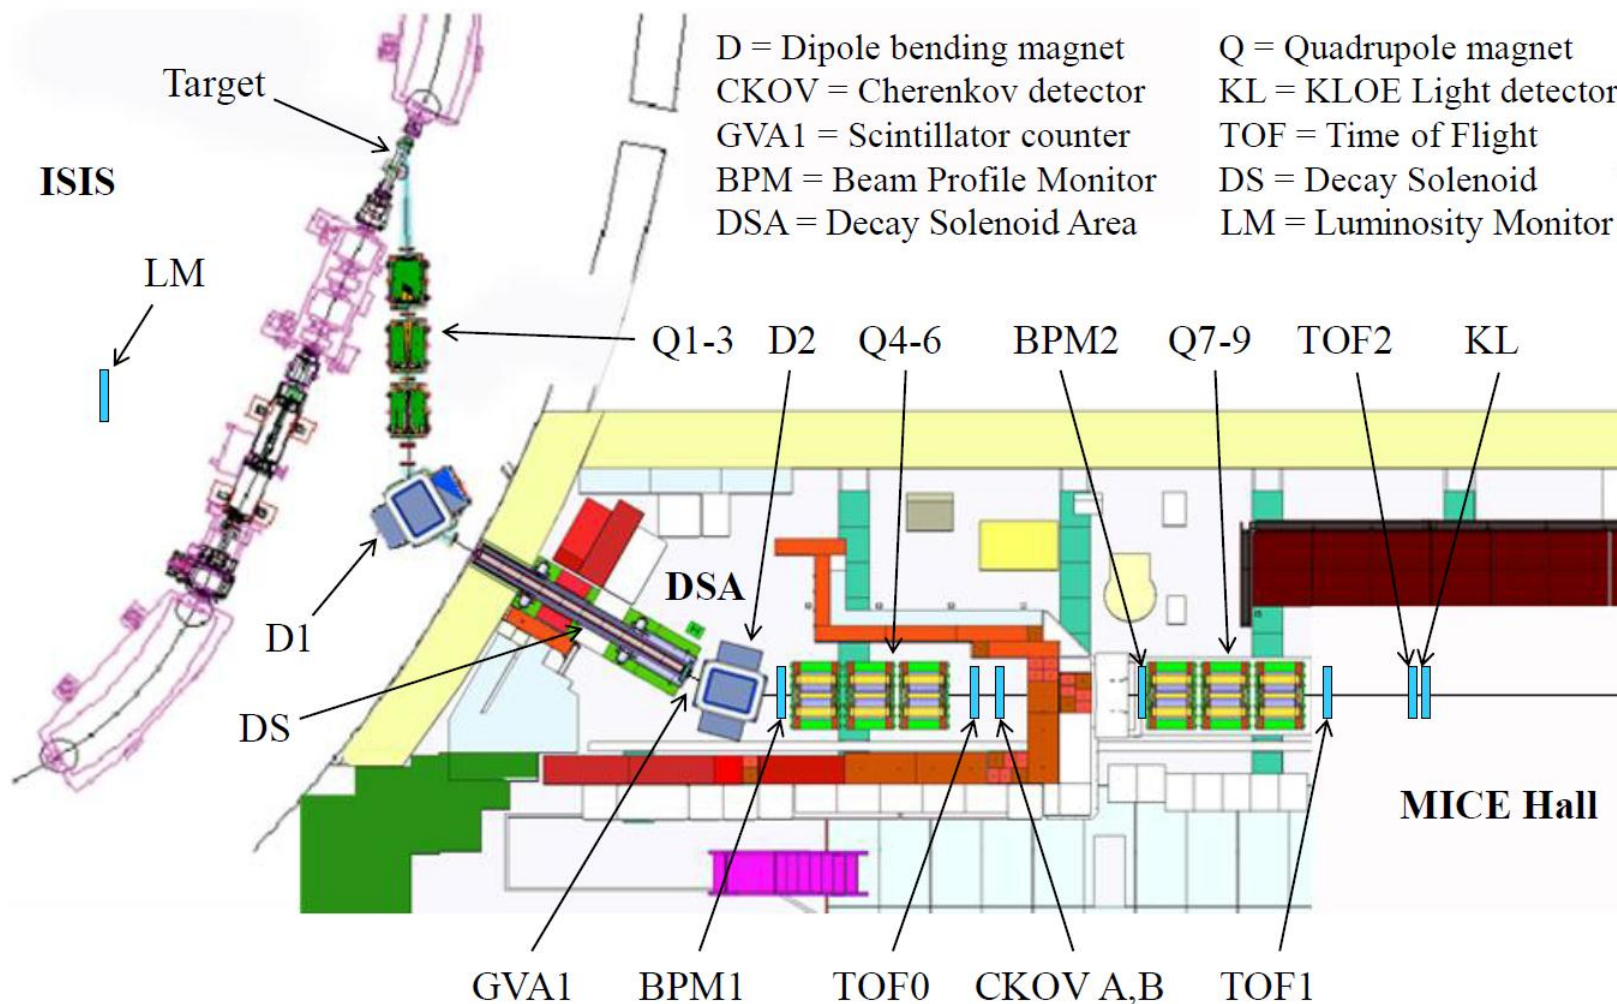 D = Dipole bending magnet
Q = Quadrupole magnet
CKOV = Cherenkov detector
KL = KLOE Light detector
GVA1 = Scintillator counter
TOF = Time of Flight
BPM = Beam Profile Monitor
DS = Decay Solenoid
DSA = Decay Solenoid Area
LM = Luminosity Monitor
Target
ISIS
LM
Q1-3
D2
Q4-6
BPM2
Q7-9
TOF2
KL
DSA
D1
DS
MICE Hall
GVA1
BPM1
TOF0
CKOV A,B
TOF1